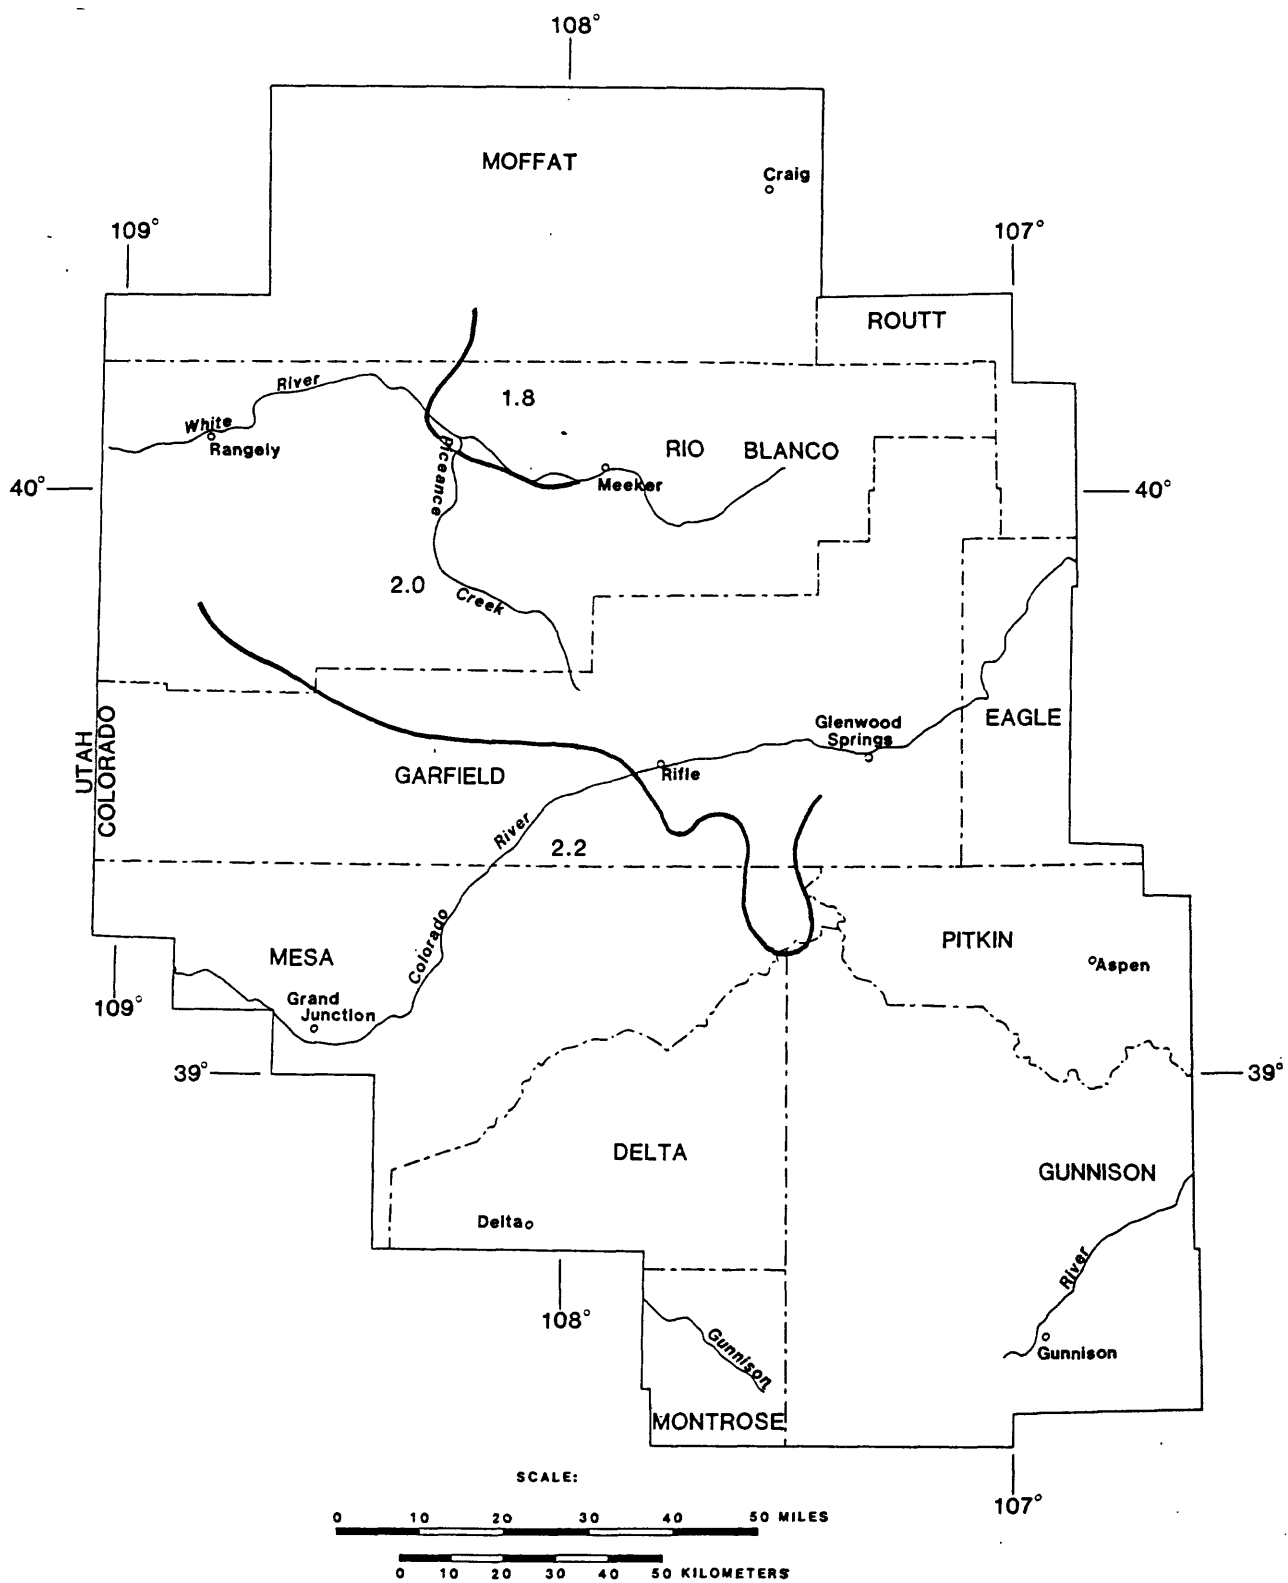 108°
MOFFAT
Craig
109°
107°
ROUTT
River
1.8
White
Rangely
RIO BLANCO
Piceance
Meeker
40°
40°
2.0
Creek
UTAH
COLORADO
Glenwood
Springs
EAGLE
GARFIELD
Rifle
River
2.2
Colorado
MESA
PITKIN
Aspen
Grand
Junction
109°
39°
39°
DELTA
GUNNISON
Delta
River
108°
Gunnison
Gunnison
MONTROSE
107°
SCALE:
0 10 20 30 40 50 MILES
0 10 20 30 40 50 KILOMETERS